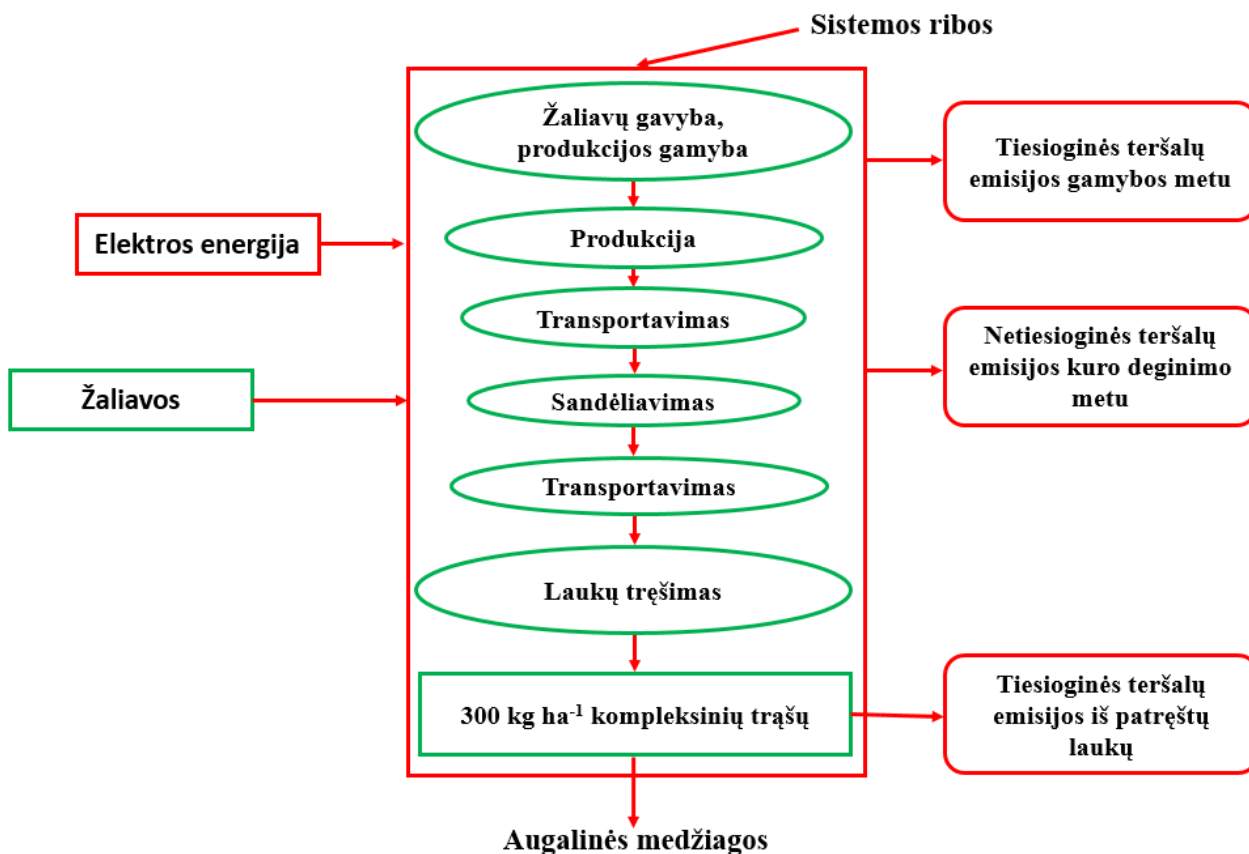 Sistemos ribos
Žaliavų gavyba,
produkcijos gamyba
Tiesioginės teršalų
emisijos gamybos metu
Elektros energija
Produkcija
Transportavimas
Netiesioginės teršalų
emisijos kuro deginimo
metu
Žaliavos
Sandėliavimas
Transportavimas
Laukų tręšimas
300 kg ha⁻¹ kompleksinių trąšų
Tiesioginės teršalų
emisijos iš patręštų
laukų
Augalinės medžiagos